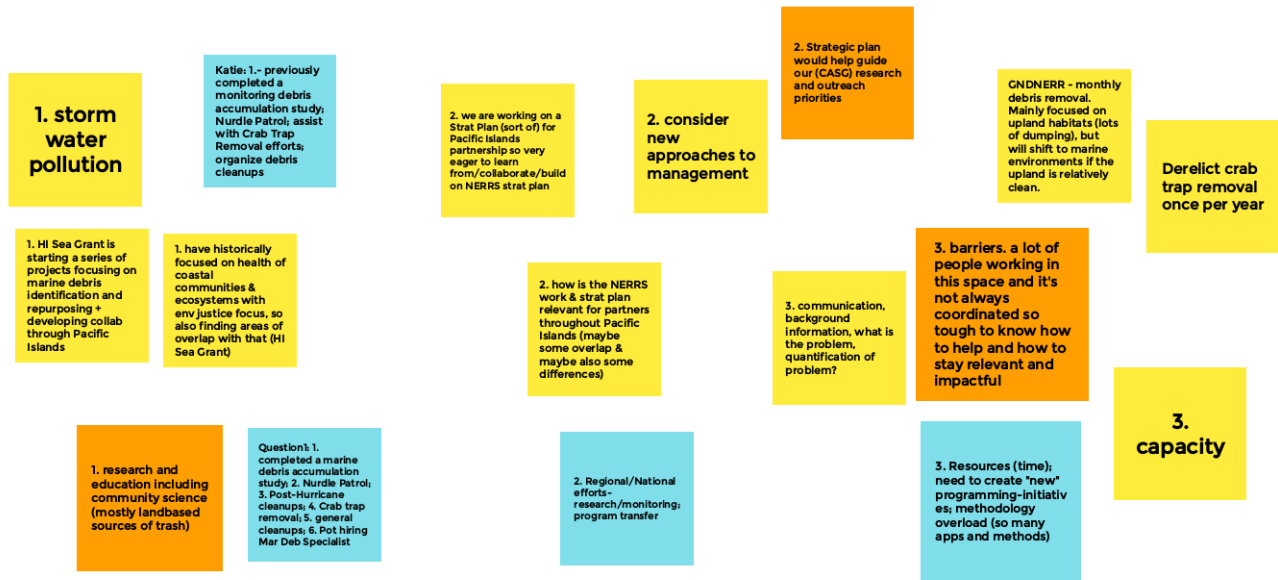 1. storm
water
pollution
Katie: 1.- previously
completed a
monitoring debris
accumulation study;
Nurdle Patrol; assist
with Crab Trap
Removal efforts;
organize debris
cleanups
2. we are working on a
Strat Plan (sort of) for
Pacific Islands
partnership so very
eager to learn
from/collaborate/build
on NERRS strat plan
2. consider
new
approaches to
management
2. Strategic plan
would help guide
our (CASG) research
and outreach
priorities
GNDNERR - monthly
debris removal.
Mainly focused on
upland habitats (lots
of dumping), but
will shift to marine
environments if the
upland is relatively
clean.
Derelict crab
trap removal
once per year
1. HI Sea Grant is
starting a series of
projects focusing on
marine debris
identification and
repurposing +
developing collab
through Pacific
Islands
1. have historically
focused on health of
coastal
communities &
ecosystems with
env justice focus, so
also finding areas of
overlap with that (HI
Sea Grant)
2. how is the NERRS
work & strat plan
relevant for partners
throughout Pacific
Islands (maybe
some overlap &
maybe also some
differences)
3. communication,
background
information, what is
the problem,
quantification of
problem?
3. barriers. a lot of
people working in
this space and it's
not always
coordinated so
tough to know how
to help and how to
stay relevant and
impactful
3.
capacity
1. research and
education including
community science
(mostly landbased
sources of trash)
Question1: 1.
completed a marine
debris accumulation
study; 2. Nurdle Patrol;
3. Post-Hurricane
cleanups; 4. Crab trap
removal; 5. general
cleanups; 6. Pot hiring
Mar Deb Specialist
2. Regional/National
efforts-
research/monitoring;
program transfer
3. Resources (time);
need to create "new"
programming-initiativ
es; methodology
overload (so many
apps and methods)